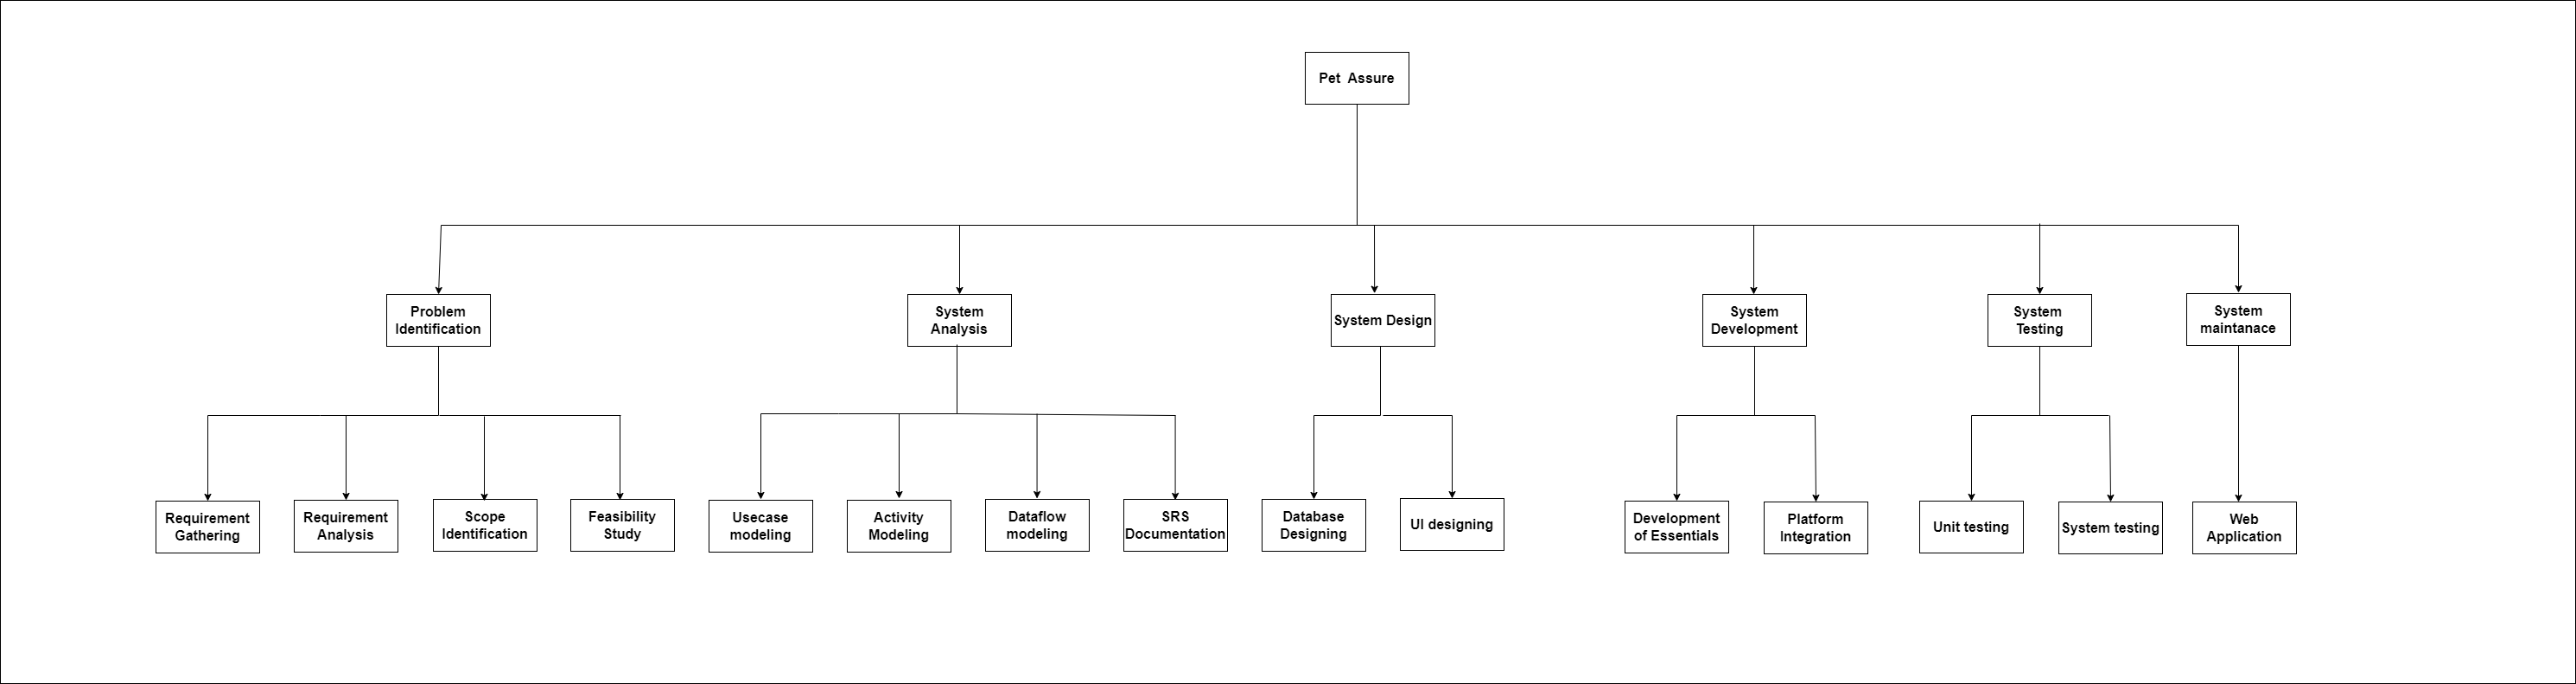 Pet  Assure
Problem
Identification
System
Analysis
System Design
System
Development
System
Testing
System
maintanace
Requirement
Gathering
Requirement
Analysis
Scope
Identification
Feasibility
Study
Usecase
modeling
Activity
Modeling
Dataflow
modeling
SRS
Documentation
Database
Designing
UI designing
Development
of Essentials
Platform
Integration
Unit testing
System testing
Web
Application